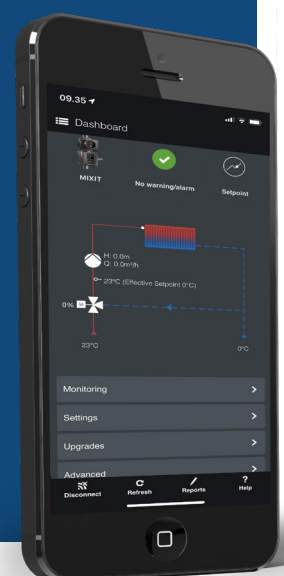 09.35
Dashboard
MIXIT
No warning/alarm
Setpoint
H: 0.0m
Q: 0.0m³/h
23°C (Effective Setpoint 0°C)
0% M
23°C
0°C
Monitoring
Settings
Upgrades
Advanced
Disconnect
Refresh
Reports
?
Help